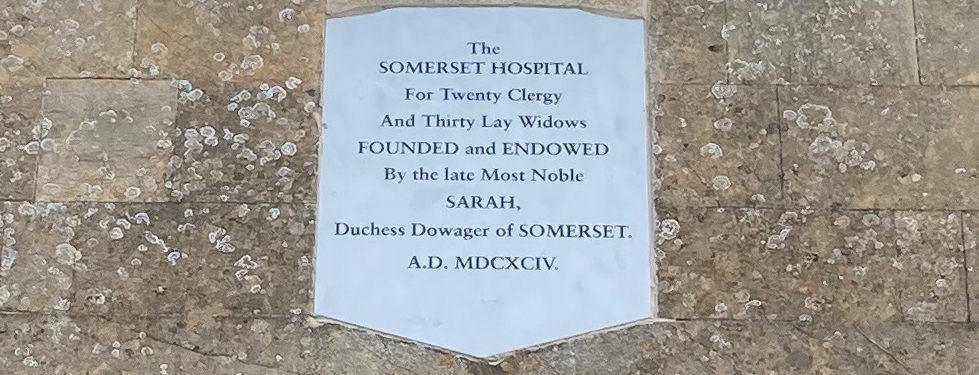 The
SOMERSET HOSPITAL
For Twenty Clergy
And Thirty Lay Widows
FOUNDED and ENDOWED
By the late Most Noble
SARAH,
Duchess Dowager of SOMERSET.
A.D. MDCXCIV.